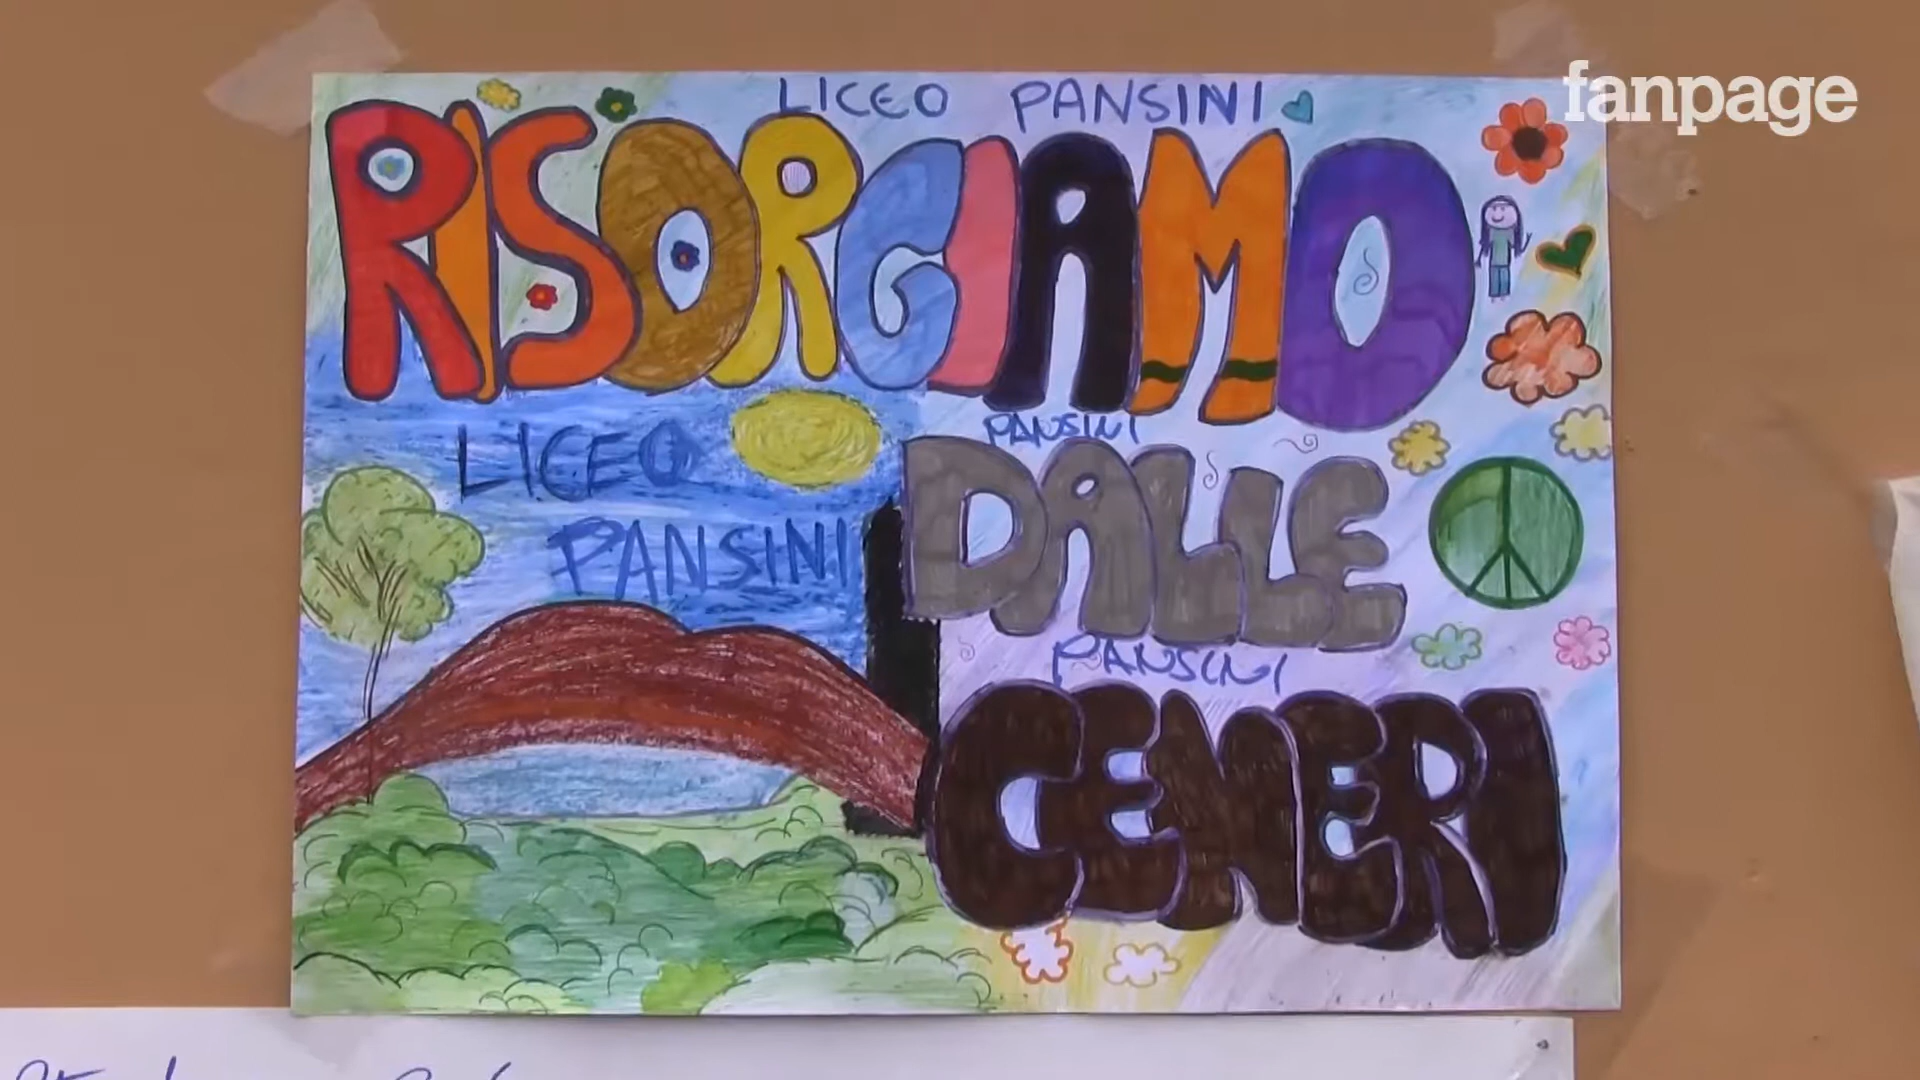 fanpage
LICEO PANSINI
RISORGIAMO
LICEO
PANSINI
PANSINI
DALLE
PANSINI
CENERI